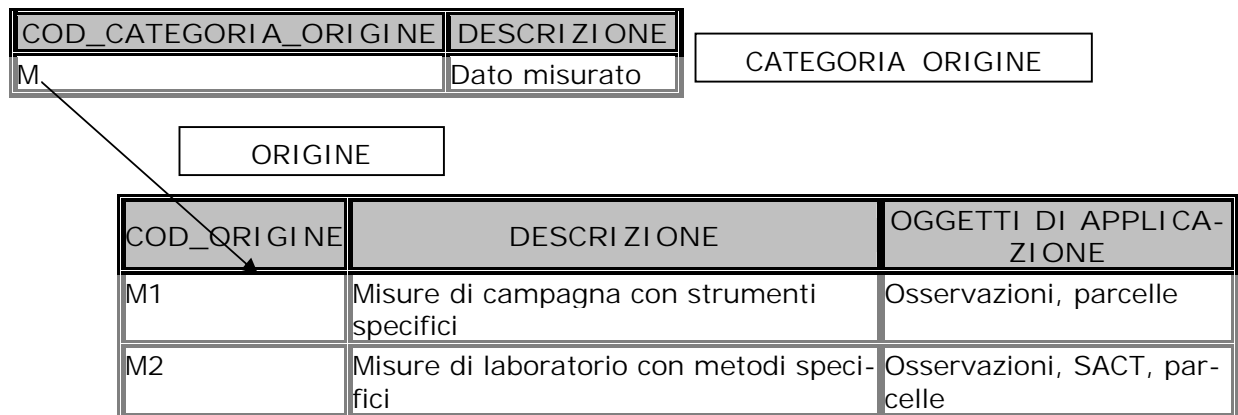 COD_CATEGORIA_ORIGINE DESCRIZIONE
M Dato misurato
CATEGORIA ORIGINE
ORIGINE
COD_ORIGINE DESCRIZIONE OGGETTI DI APPLICA-
ZIONE
M1 Misure di campagna con strumenti Osservazioni, parcelle
specifici
M2 Misure di laboratorio con metodi speci- Osservazioni, SACT, par-
fici celle